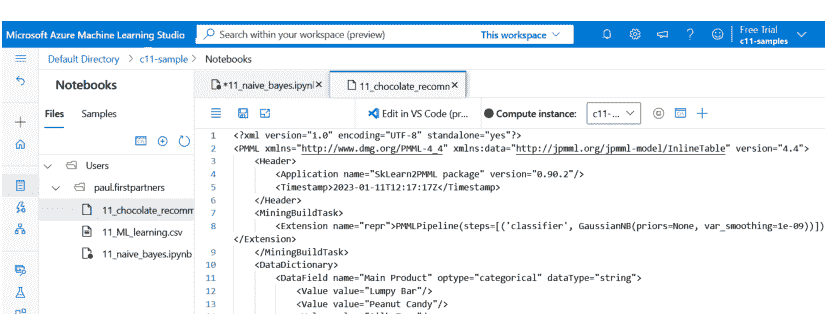 Microsoft Azure Machine Learning Studio
Search within your workspace (preview)
This workspace
Free Trial
c11-samples
Default Directory > c11-sample > Notebooks
Notebooks
*11_naive_bayes.ipynl
11_chocolate_recomn
Files
Samples
Edit in VS Code (pr...
Compute instance:
c11-...
Users
paul.firstpartners
11_chocolate_recomm
11_ML_learning.csv
11_naive_bayes.ipynb
1 <?xml version="1.0" encoding="UTF-8" standalone="yes"?>
2 <PMML xmlns="http://www.dmg.org/PMML-4_4" xmlns:data="http://jpmml.org/jpmml-model/InlineTable" version="4.4">
3 <Header>
4 <Application name="SkLearn2PMML package" version="0.90.2"/>
5 <Timestamp>2023-01-11T12:17:17Z</Timestamp>
6 </Header>
7 <MiningBuildTask>
8 <Extension name="repr">PMMLPipeline(steps=[('classifier', GaussianNB(priors=None, var_smoothing=1e-09))])
</Extension>
9 </MiningBuildTask>
10 <DataDictionary>
11 <DataField name="Main Product" optype="categorical" dataType="string">
12 <Value value="Lumpy Bar"/>
13 <Value value="Peanut Candy"/>